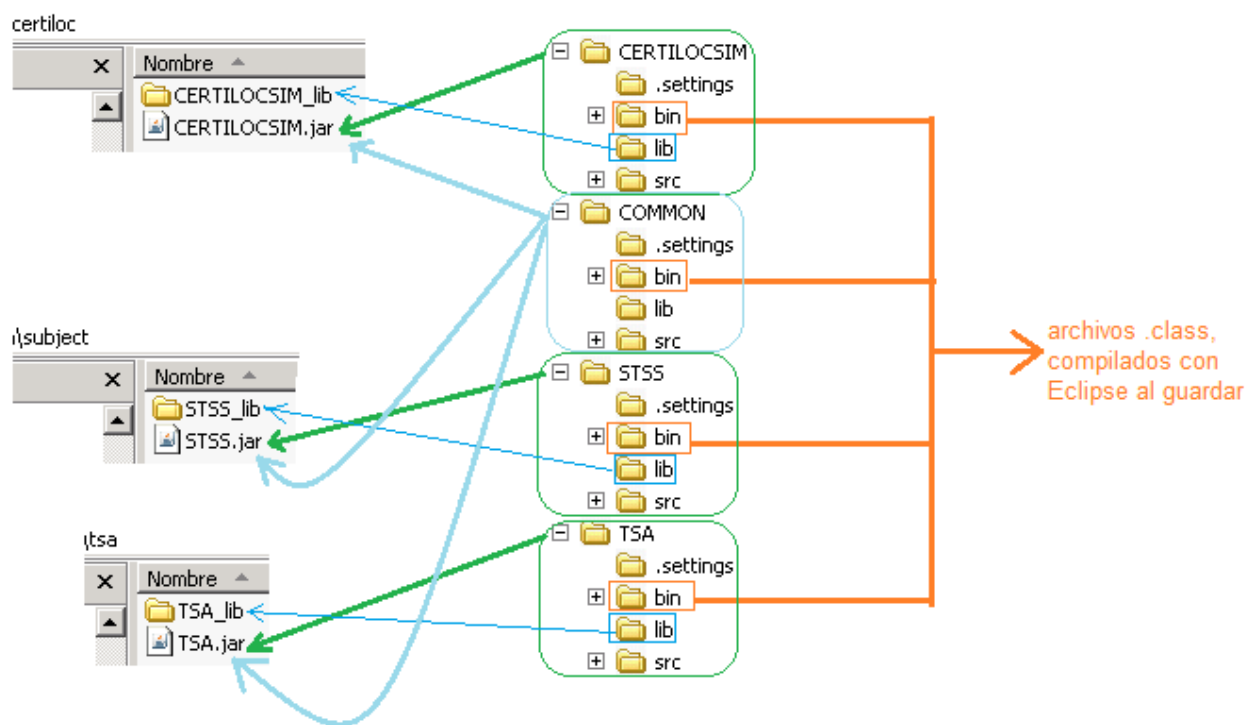 certiloc
Nombre
CERTILOCSIM_lib
CERTILOCSIM.jar
ı\subject
Nombre
STSS_lib
STSS.jar
\tsa
Nombre
TSA_lib
TSA.jar
CERTILOCSIM
.settings
bin
lib
src
COMMON
.settings
bin
lib
src
STSS
.settings
bin
lib
src
TSA
.settings
bin
lib
src
archivos .class,
compilados con
Eclipse al guardar